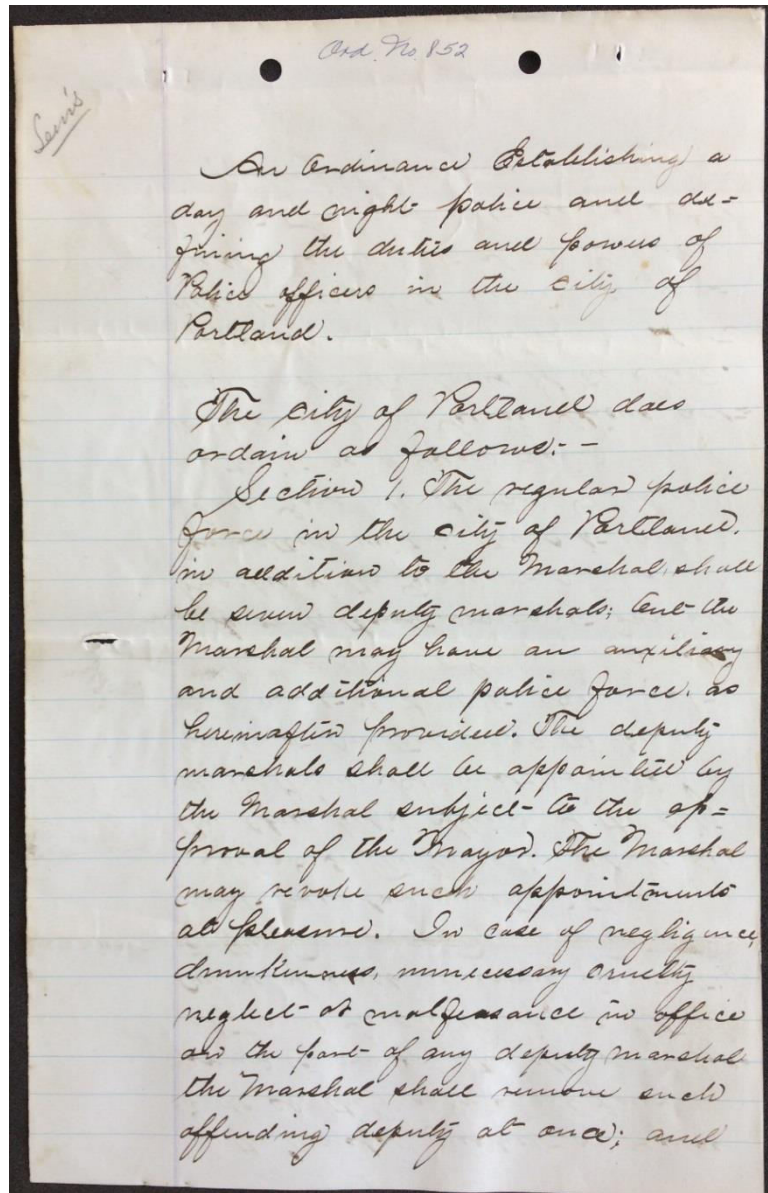 Ord. No. 852
An Ordinance Establishing a
day and night police and de=
fining the duties and powers of
Police officers in the city of
Portland.
The city of Portland does
ordain as follows:-
Section 1. The regular police
force in the city of Portland,
in addition to the Marshal, shall
be seven deputy marshals; but the
Marshal may have an auxiliary
and additional police force, as
hereinafter provided. The deputy
marshals shall be appointed by
the Marshal subject to the ap=
proval of the Mayor. The Marshal
may revoke such appointments
at pleasure. In case of negligence,
drunkenness, unnecessary cruelty
neglect or malfeasance in office
on the part of any deputy marshal
the Marshal shall remove such
offending deputy at once; and